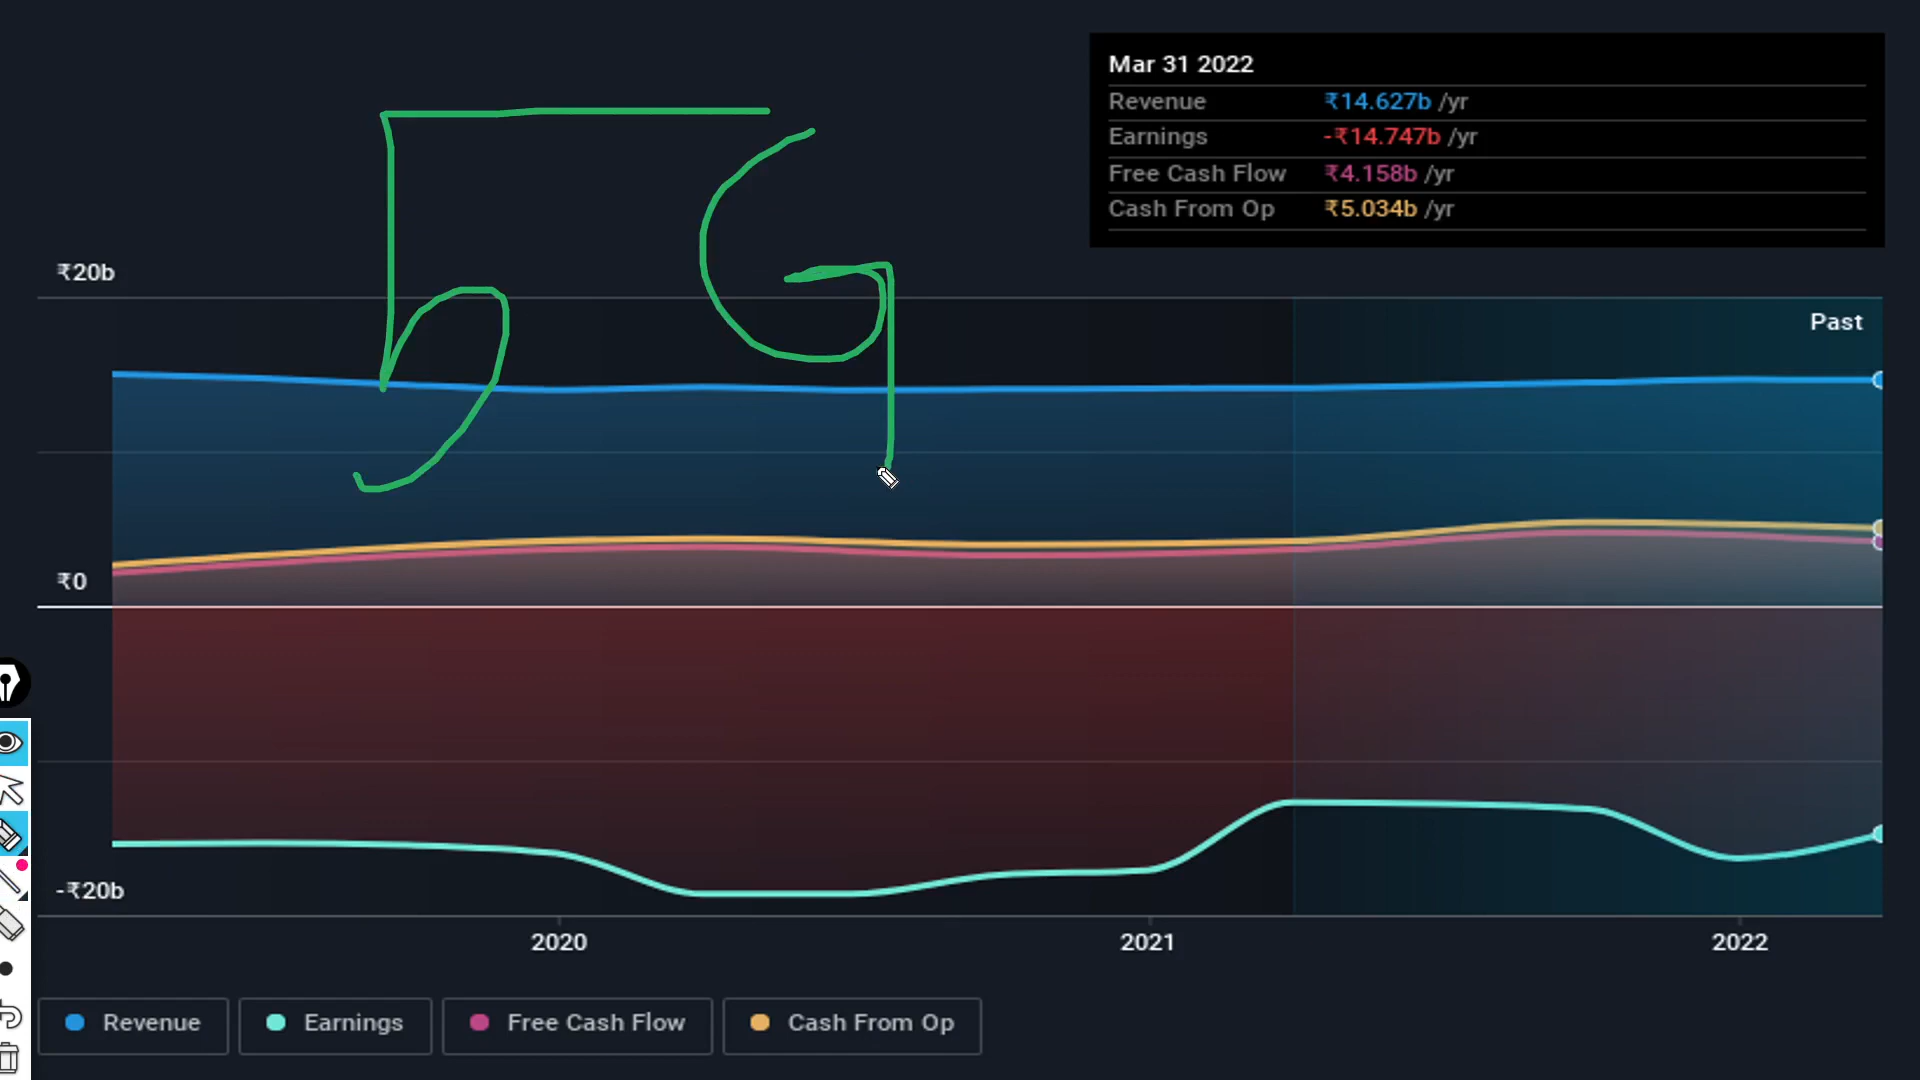 Mar 31 2022
Revenue ₹14.627b /yr
Earnings -₹14.747b /yr
Free Cash Flow ₹4.158b /yr
Cash From Op ₹5.034b /yr
5G
₹20b
Past
₹0
-₹20b
2020 2021 2022
Revenue Earnings Free Cash Flow Cash From Op